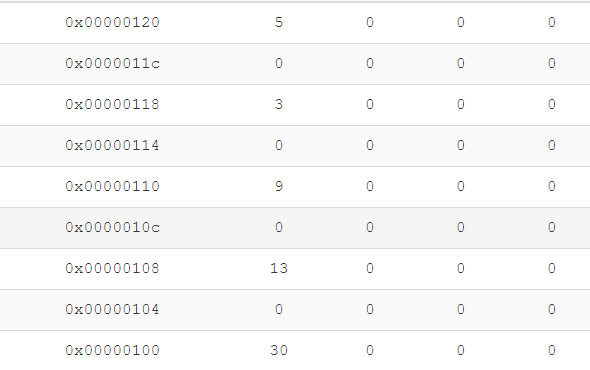 0x00000120 5 0 0 0
0x0000011c 0 0 0 0
0x00000118 3 0 0 0
0x00000114 0 0 0 0
0x00000110 9 0 0 0
0x0000010c 0 0 0 0
0x00000108 13 0 0 0
0x00000104 0 0 0 0
0x00000100 30 0 0 0